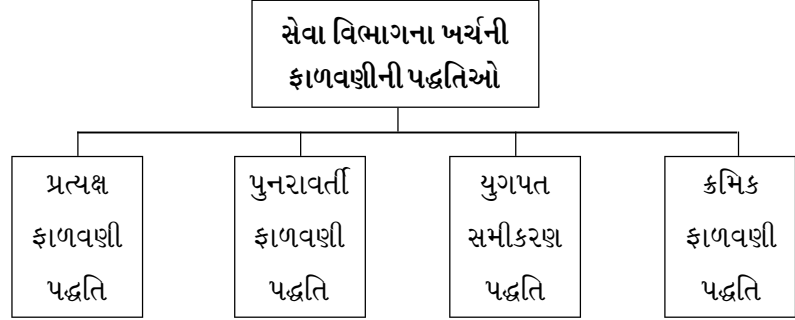 સેવા વિભાગના ખર્ચની
ફાળવણીની પદ્ધતિઓ
પ્રત્યક્ષ
ફાળવણી
પદ્ધતિ
પુનરાવર્તી
ફાળવણી
પદ્ધતિ
યુગપત
સમીકરણ
પદ્ધતિ
ક્રમિક
ફાળવણી
પદ્ધતિ